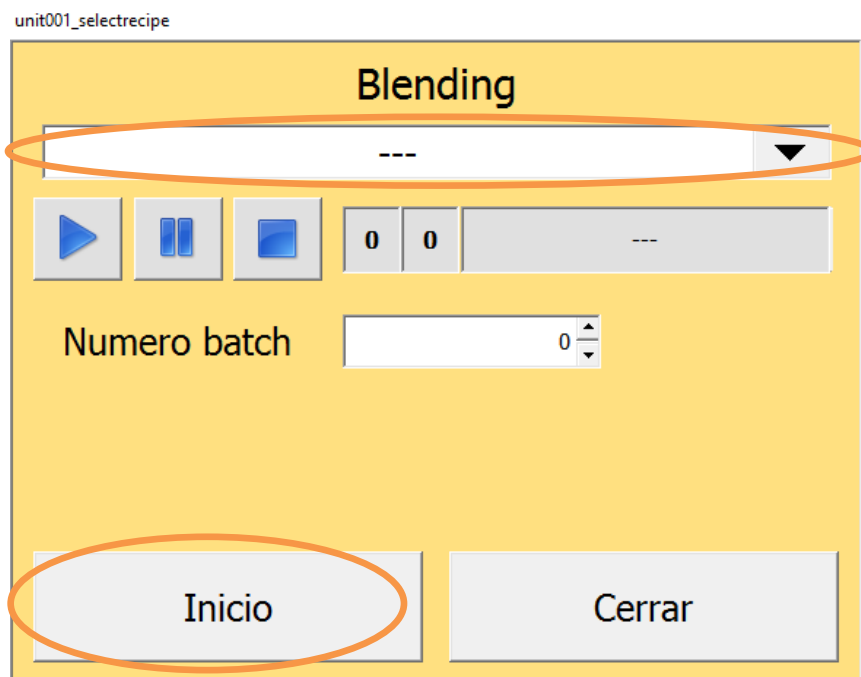 unit001_selectrecipe
Blending
---
0 0 ---
Numero batch 0
Inicio Cerrar